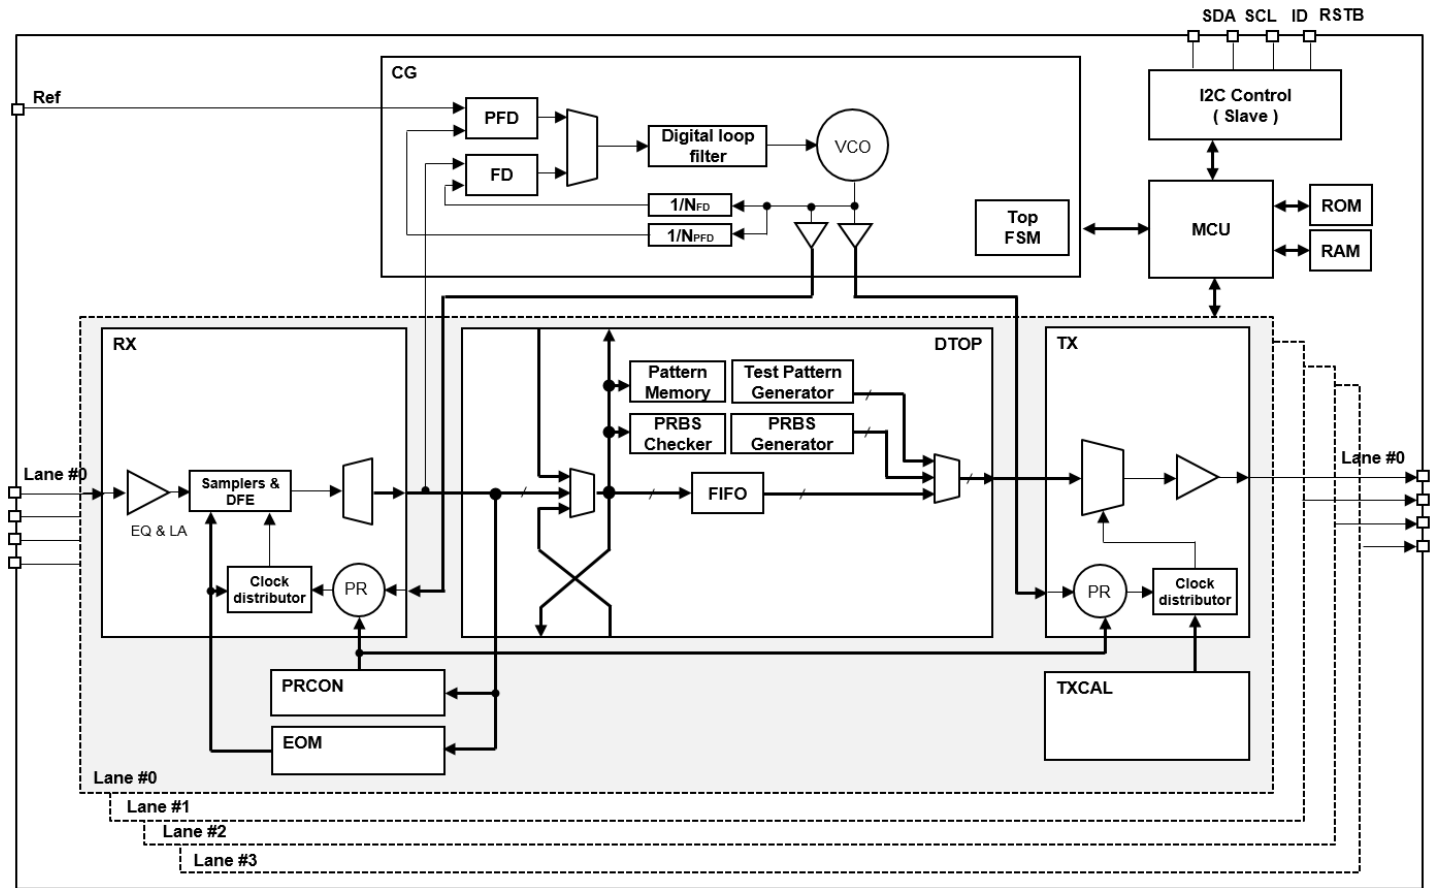 SDA SCL ID RSTB
CG
Ref
PFD
FD
Digital loop
filter
VCO
1/NFD
1/NPFD
Top
FSM
I2C Control
( Slave )
MCU
ROM
RAM
RX
DTOP
TX
Pattern
Memory
Test Pattern
Generator
PRBS
Checker
PRBS
Generator
Lane #0
Samplers &
DFE
EQ & LA
FIFO
Lane #0
Clock
distributor
PR
PR
Clock
distributor
PRCON
EOM
TXCAL
Lane #0
Lane #1
Lane #2
Lane #3